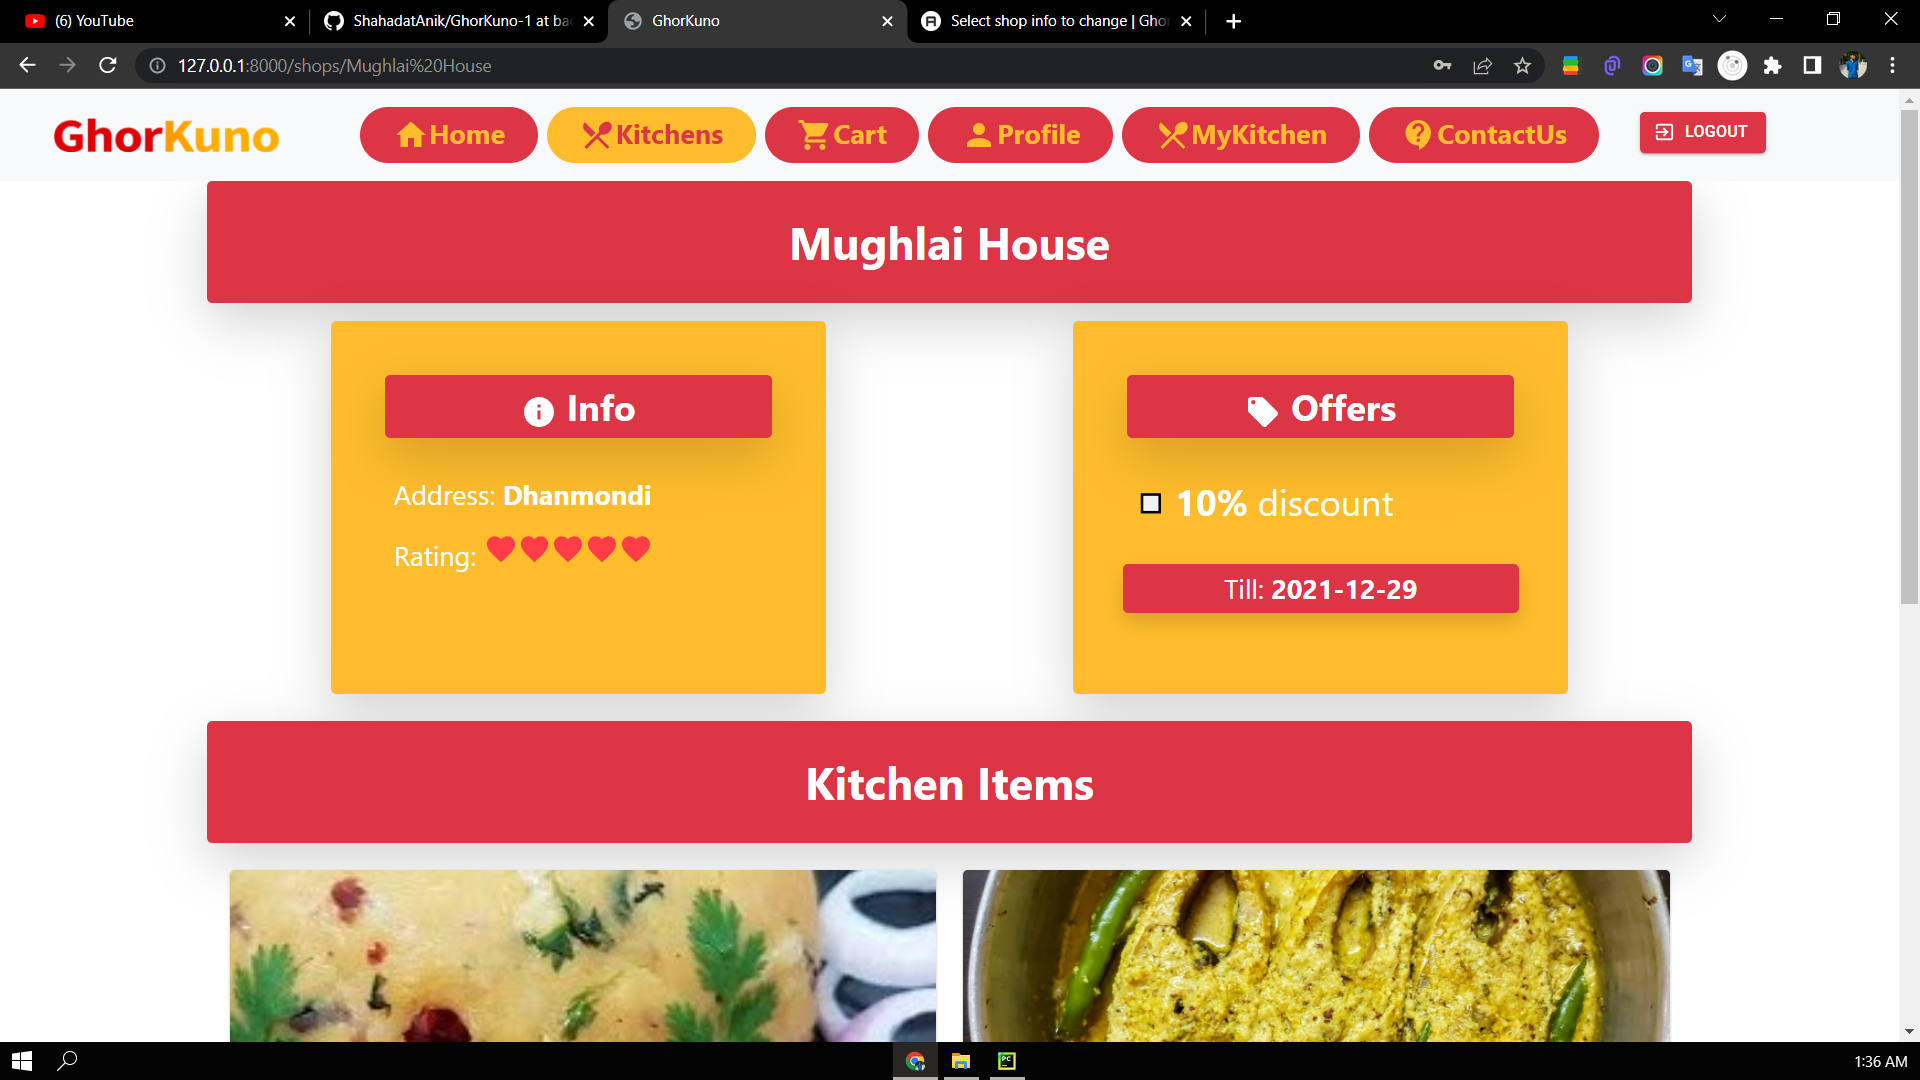 (6) YouTube
ShahadatAnik/GhorKuno-1 at ba
GhorKuno
Select shop info to change | Gho
127.0.0.1:8000/shops/Mughlai%20House
GhorKuno
Home
Kitchens
Cart
Profile
MyKitchen
ContactUs
LOGOUT
Mughlai House
Info
Address: Dhanmondi
Rating:
Offers
10% discount
Till: 2021-12-29
Kitchen Items
1:36 AM